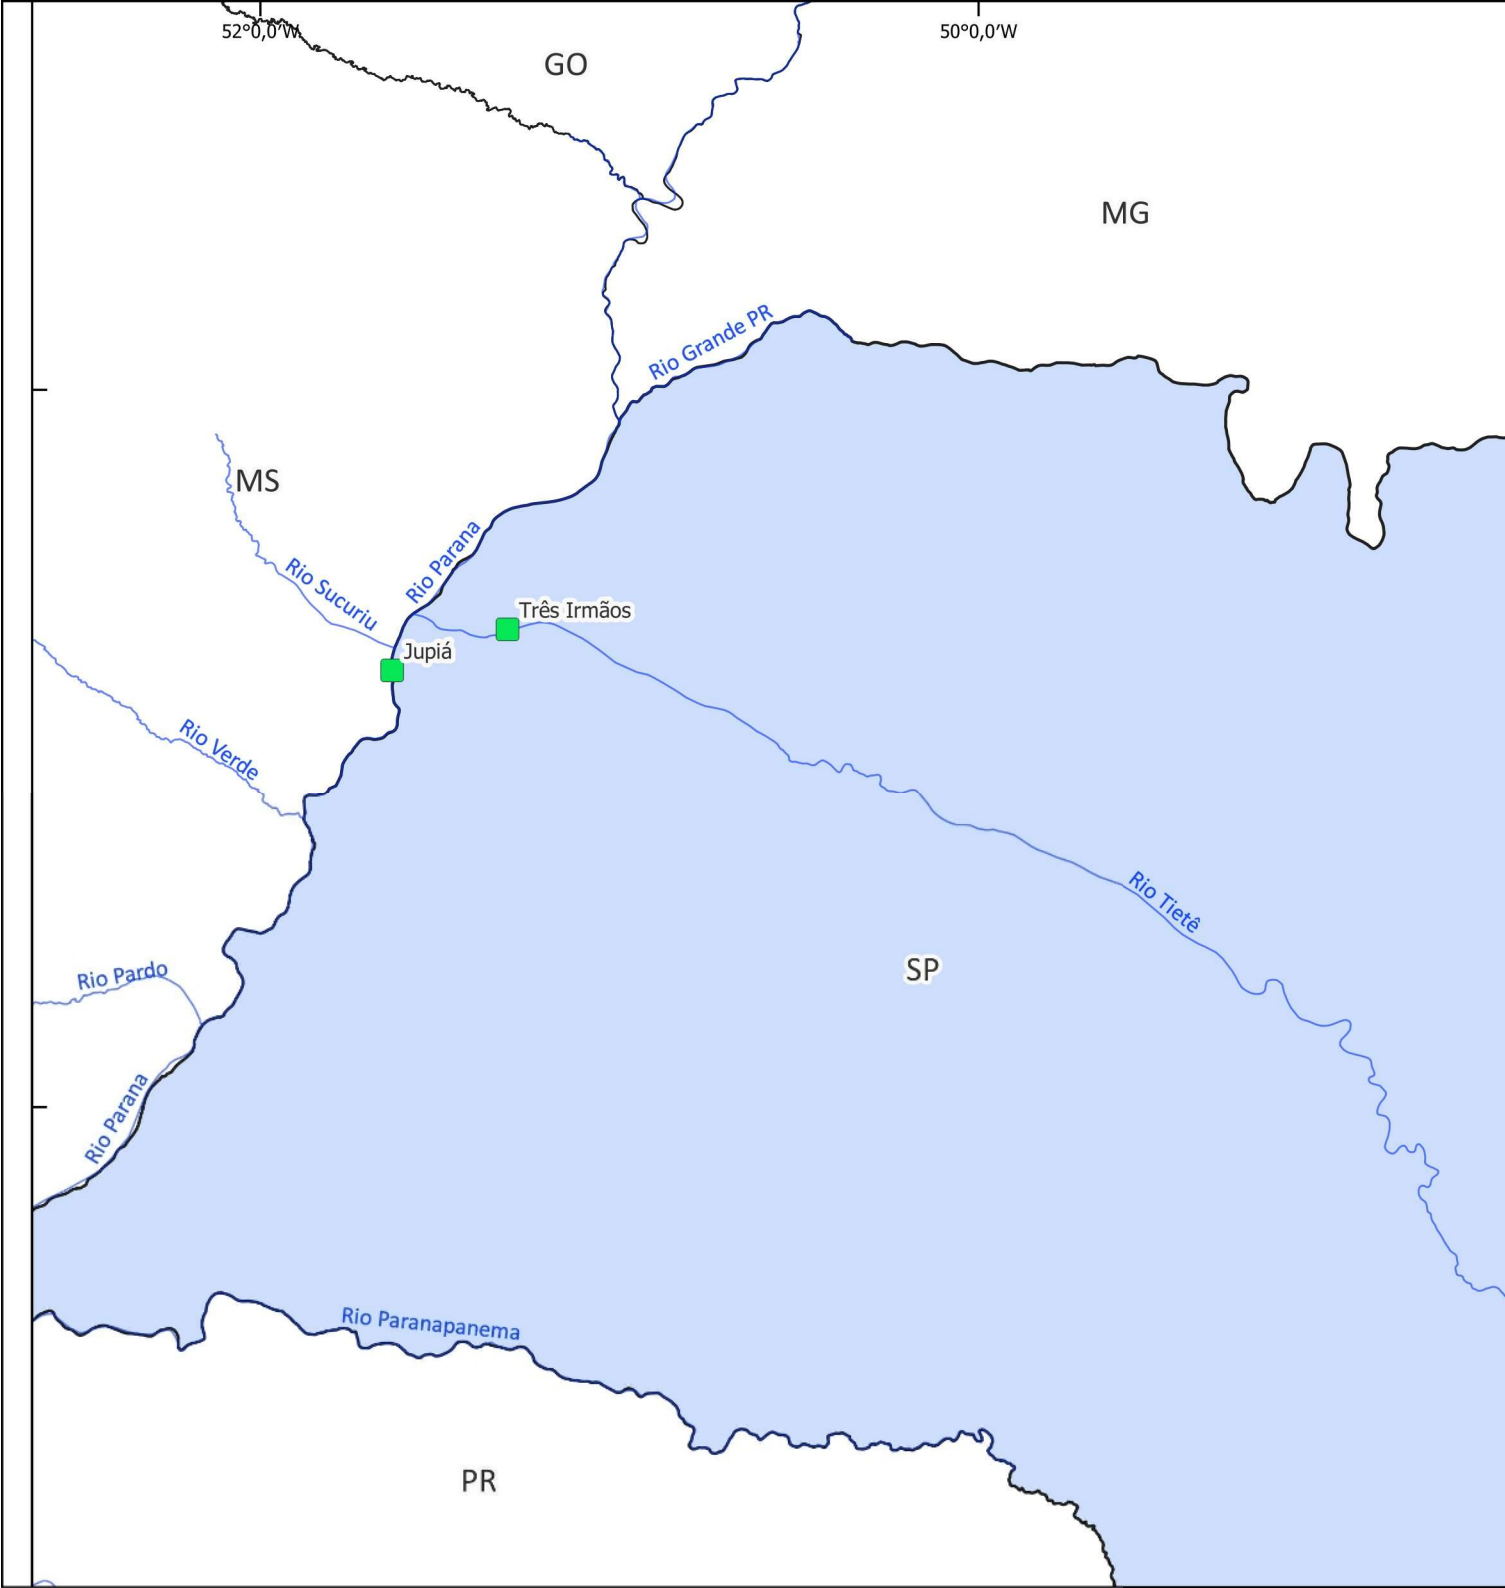 52°0,0'W
50°0,0'W
GO
MG
Rio Grande PR
MS
Rio Parana
Rio Sucuriu
Três Irmãos
Jupiá
Rio Verde
Rio Tietê
SP
Rio Pardo
Rio Parana
Rio Paranapanema
PR